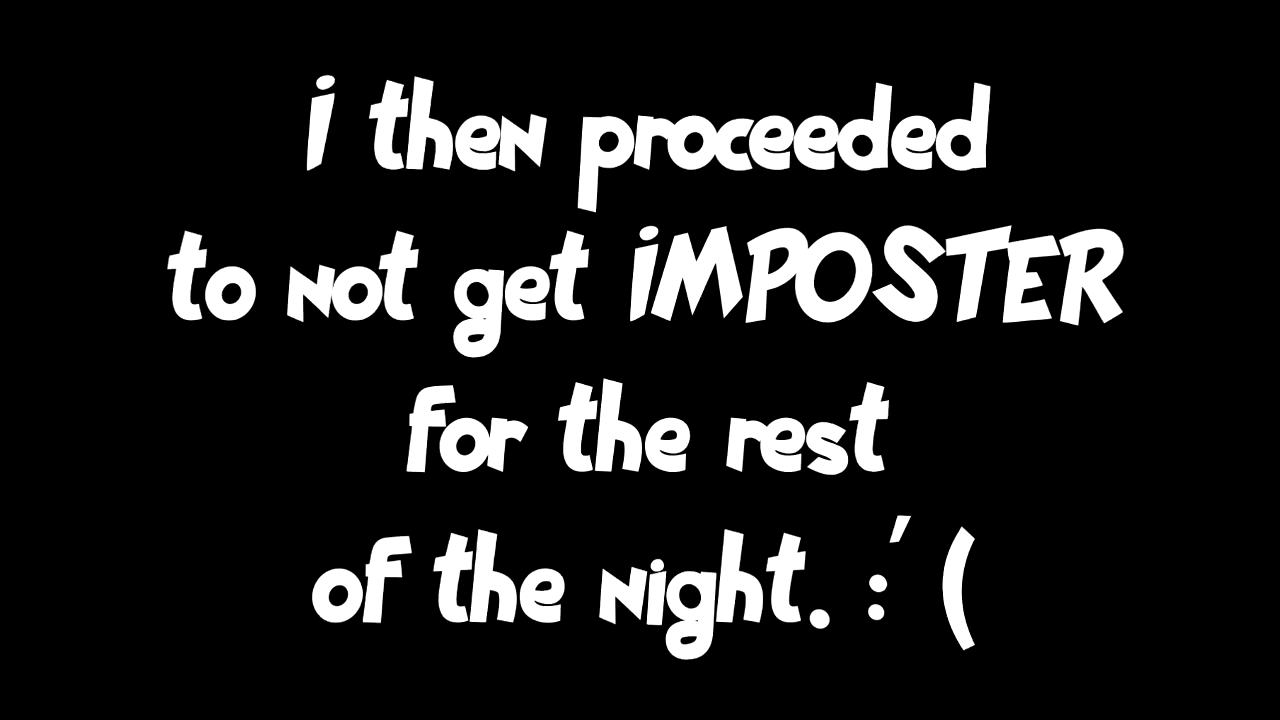 i then proceeded
to not get iMPOSTER
for the rest
of the night. :'(